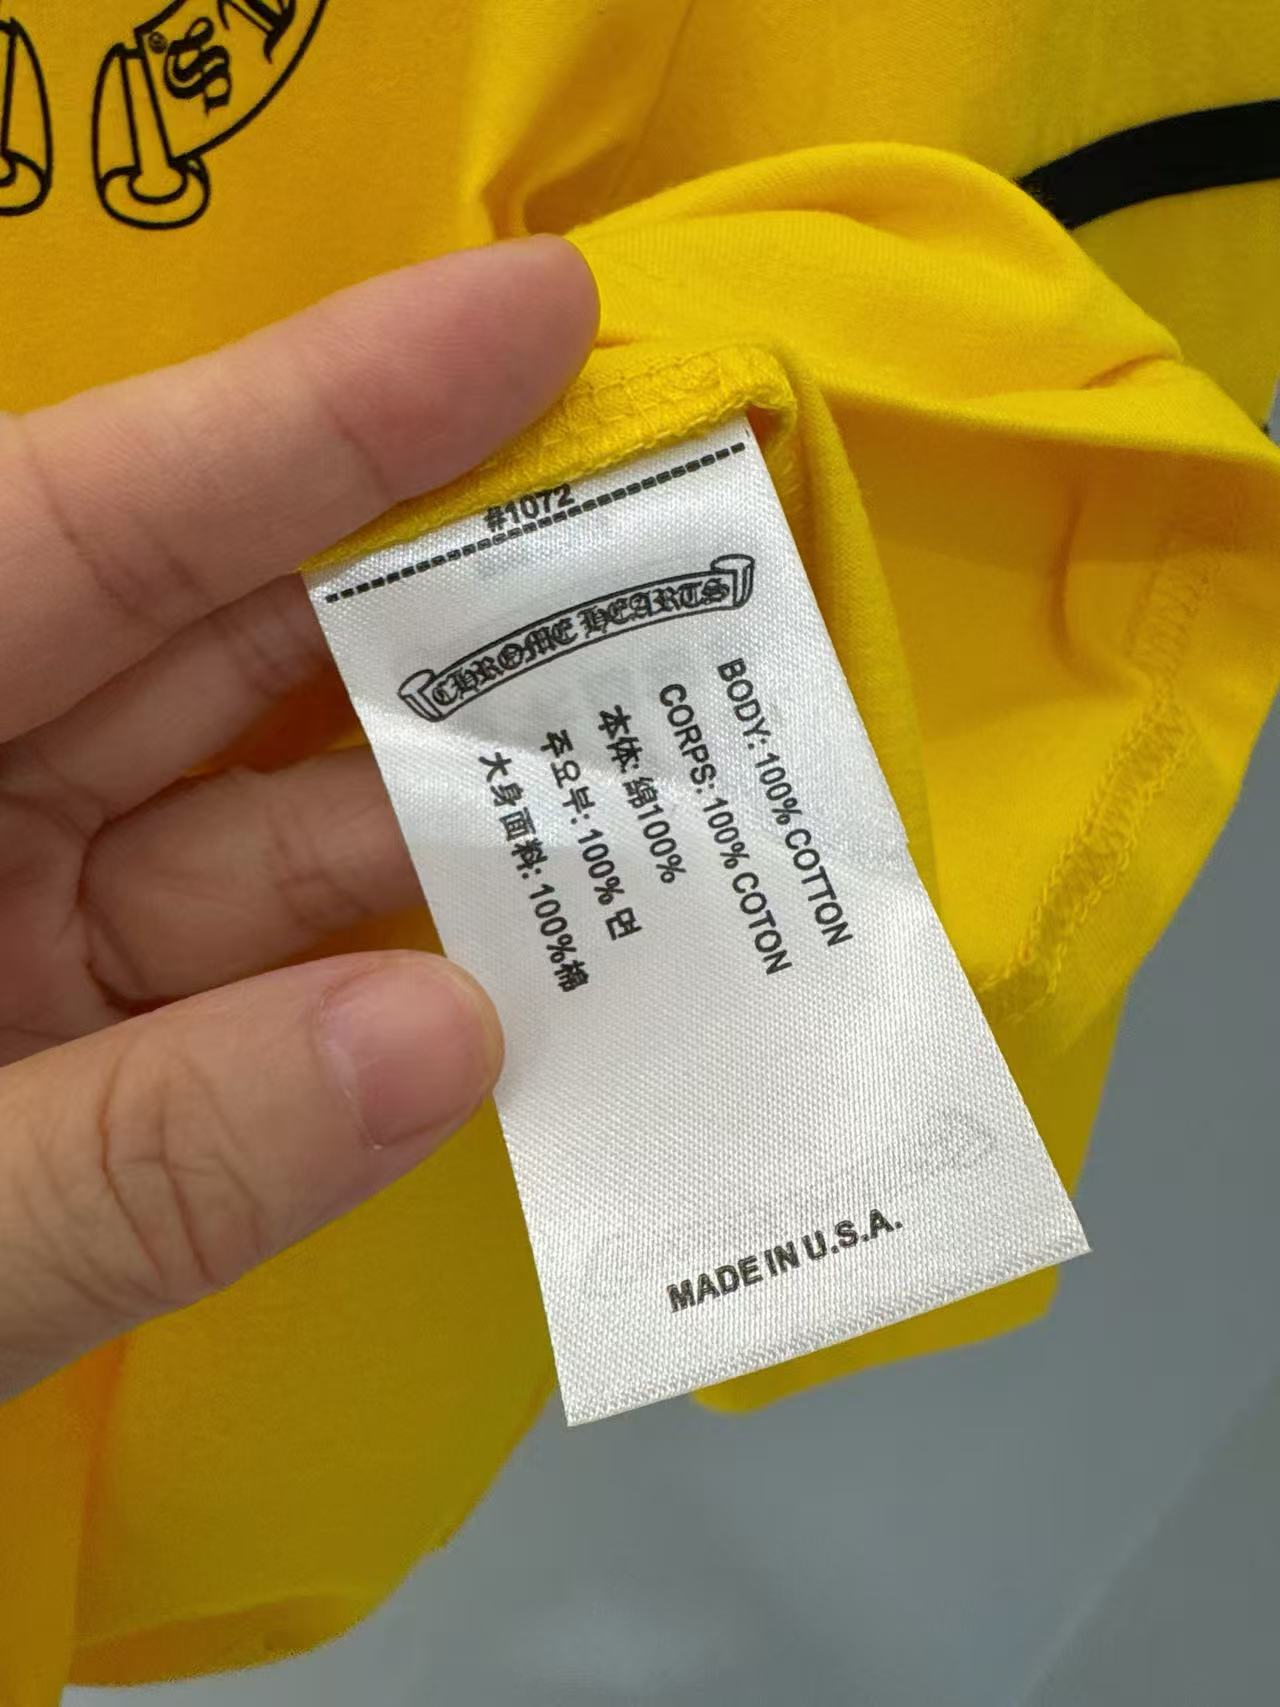 #1072
CHROME HEARTS
BODY: 100% COTTON
CORPS: 100% COTON
本体: 綿100%
주요부: 100% 면
大身面料: 100%棉
MADE IN U.S.A.